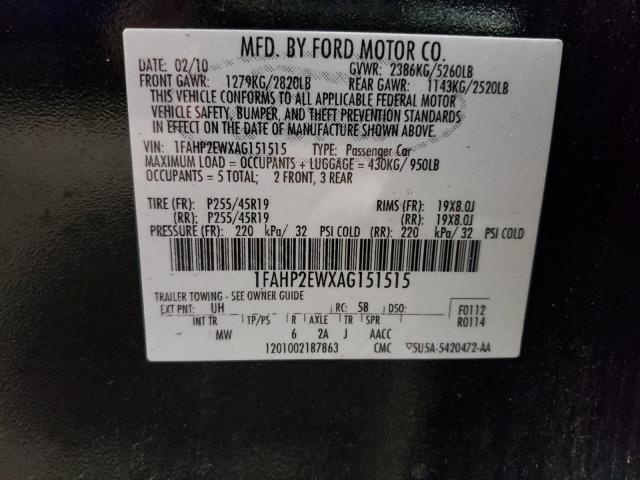 MFD. BY FORD MOTOR CO.
DATE: 02/10 GVWR: 2386KG/5260LB
FRONT GAWR: 1279KG/2820LB REAR GAWR: 1143KG/2520LB
THIS VEHICLE CONFORMS TO ALL APPLICABLE FEDERAL MOTOR
VEHICLE SAFETY, BUMPER, AND THEFT PREVENTION STANDARDS
IN EFFECT ON THE DATE OF MANUFACTURE SHOWN ABOVE.
VIN: 1FAHP2EWXAG151515 TYPE: Passenger Car
MAXIMUM LOAD = OCCUPANTS + LUGGAGE = 430KG/950LB
OCCUPANTS = 5 TOTAL; 2 FRONT, 3 REAR
TIRE (FR): P255/45R19 RIMS (FR): 19X8.0J
(RR): P255/45R19 (RR): 19X8.0J
PRESSURE (FR): 220 kPa/ 32 PSI COLD (RR): 220 kPa/ 32 PSI COLD
1FAHP2EWXAG151515
TRAILER TOWING - SEE OWNER GUIDE
EXT PNT: UH RC: 58 DSO: F0112
INT TR TP/PS R AXLE TR SPR R0114
MW 6 2A J AACC
1201002187863 CMC ▽5U5A-5420472-AA